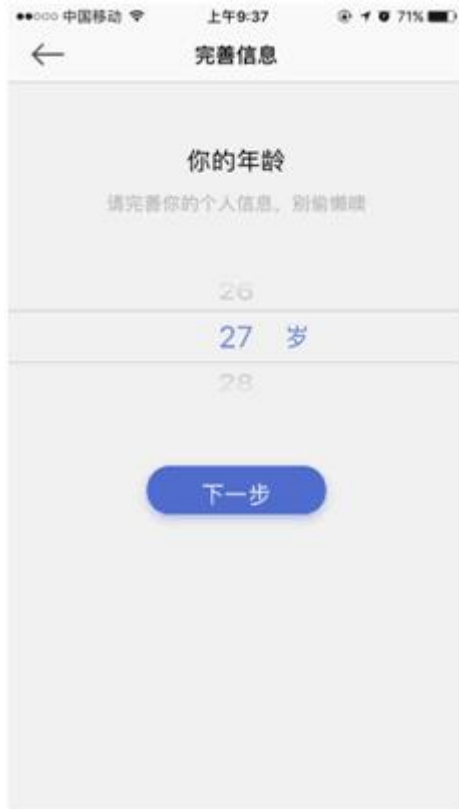 中国移动 上午9:37 71%
完善信息
你的年龄
请完善你的个人信息，别偷懒噢
26
27 岁
28
下一步